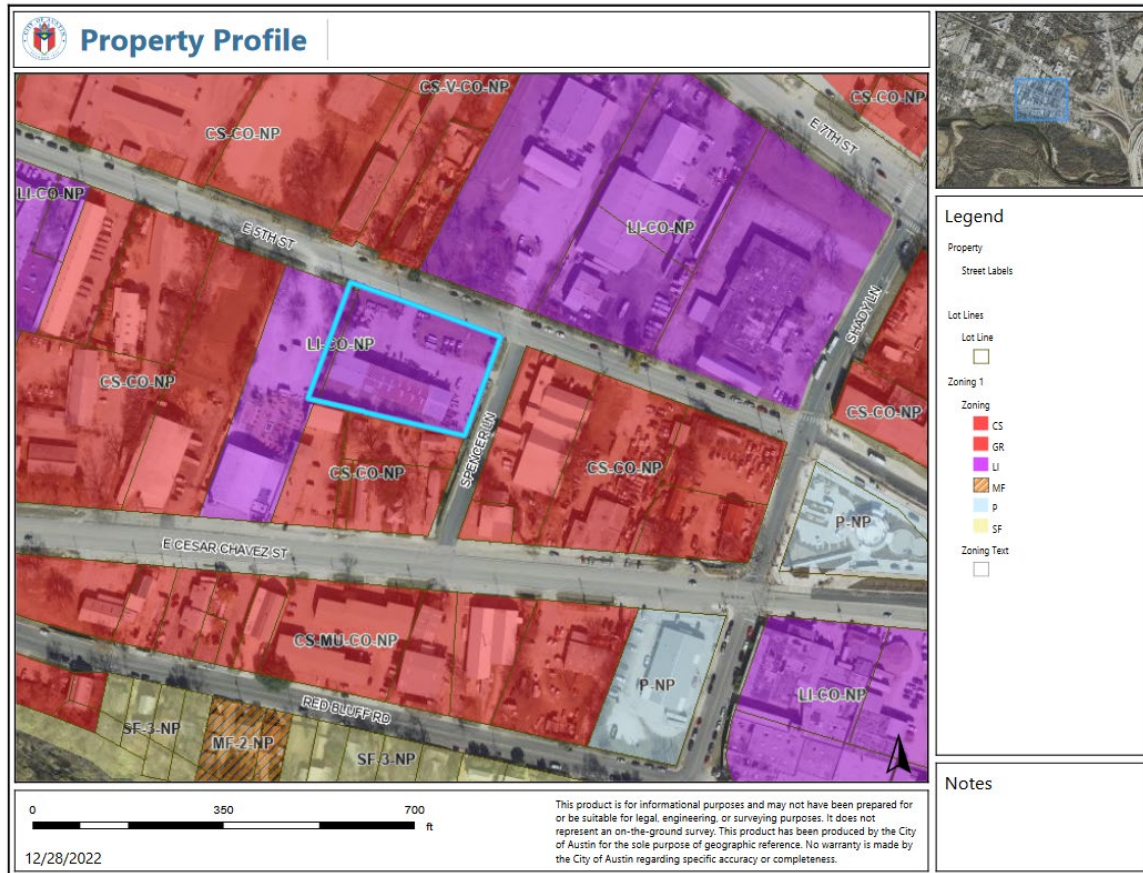 Property Profile
CS-V-CO-NP
CS-CO-NP
CS-CO-NP
E 7TH ST
LI-CO-NP
LI-CO-NP
E 5TH ST
SHADY LN
LI-CO-NP
CS-CO-NP
CS-CO-NP
SPENCER LN
CS-CO-NP
CS-CO-NP
P-NP
E CESAR CHAVEZ ST
CS-MU-CO-NP
P-NP
LI-CO-NP
RED BLUFF RD
SF-3-NP
MF-2-NP
SF-3-NP
Legend
Property
Street Labels
Lot Lines
Lot Line
Zoning 1
Zoning
CS
GR
LI
MF
P
SF
Zoning Text
Notes
0 350 700
ft
12/28/2022
This product is for informational purposes and may not have been prepared for
or be suitable for legal, engineering, or surveying purposes. It does not
represent an on-the-ground survey. This product has been produced by the City
of Austin for the sole purpose of geographic reference. No warranty is made by
the City of Austin regarding specific accuracy or completeness.